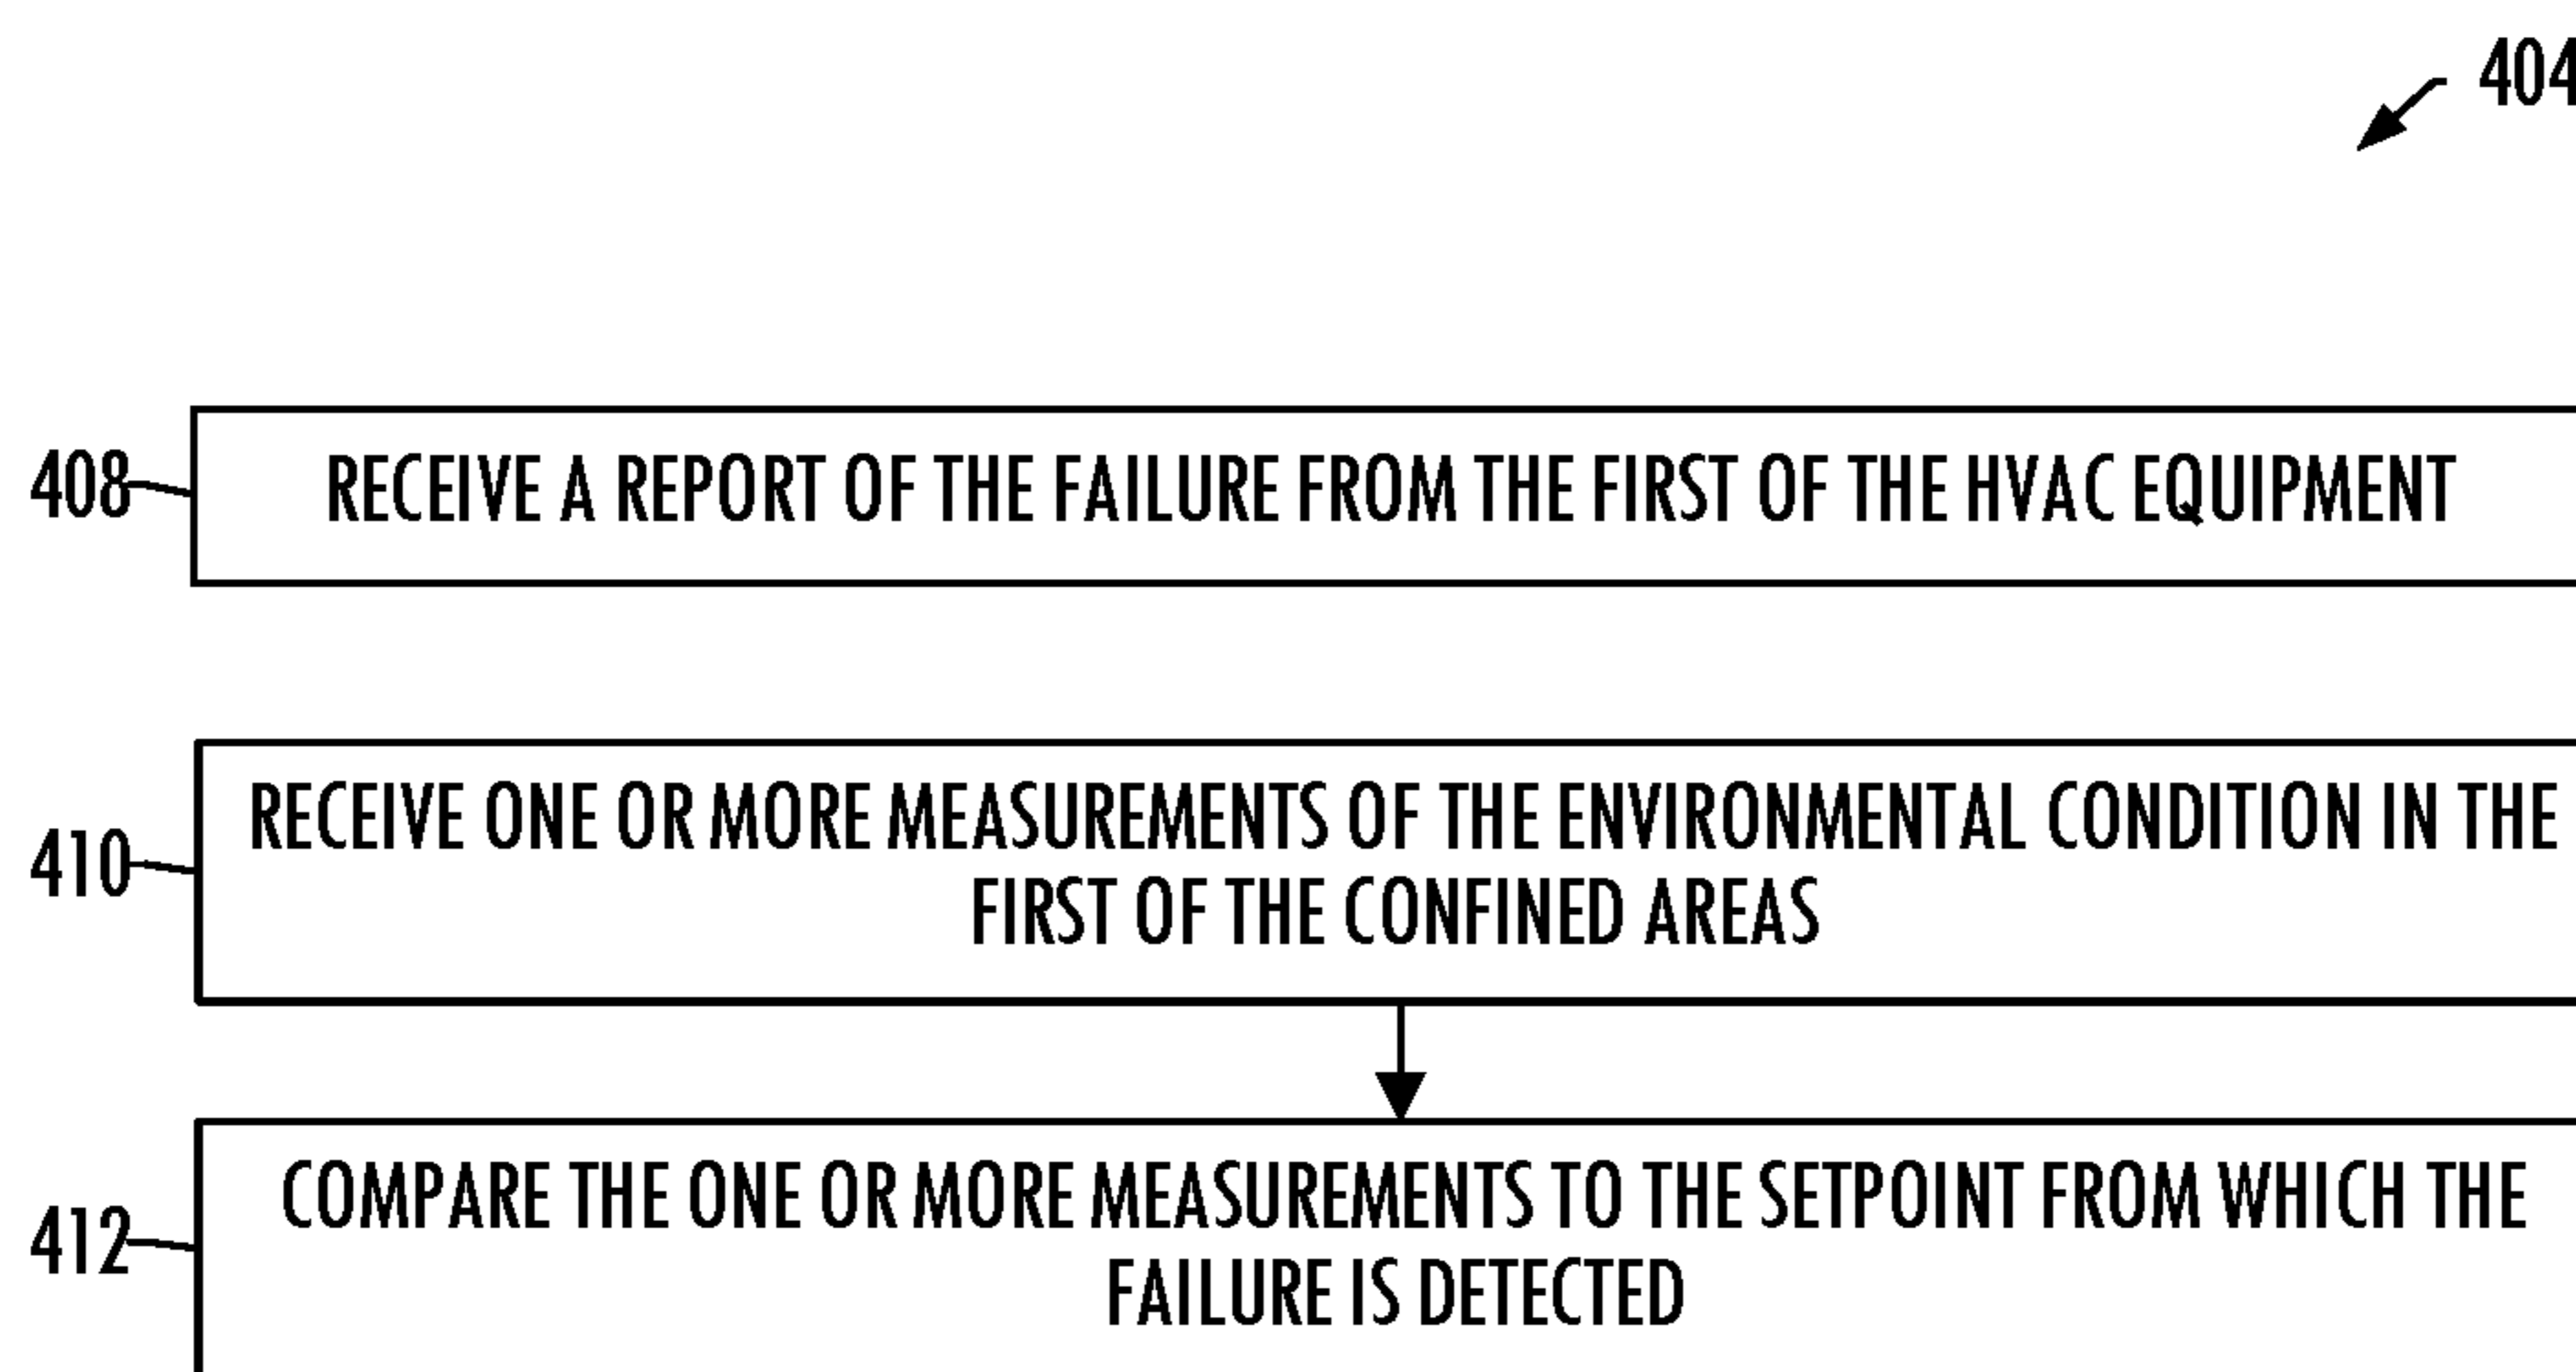 404
408
RECEIVE A REPORT OF THE FAILURE FROM THE FIRST OF THE HVAC EQUIPMENT
410
RECEIVE ONE OR MORE MEASUREMENTS OF THE ENVIRONMENTAL CONDITION IN THE
FIRST OF THE CONFINED AREAS
412
COMPARE THE ONE OR MORE MEASUREMENTS TO THE SETPOINT FROM WHICH THE
FAILURE IS DETECTED